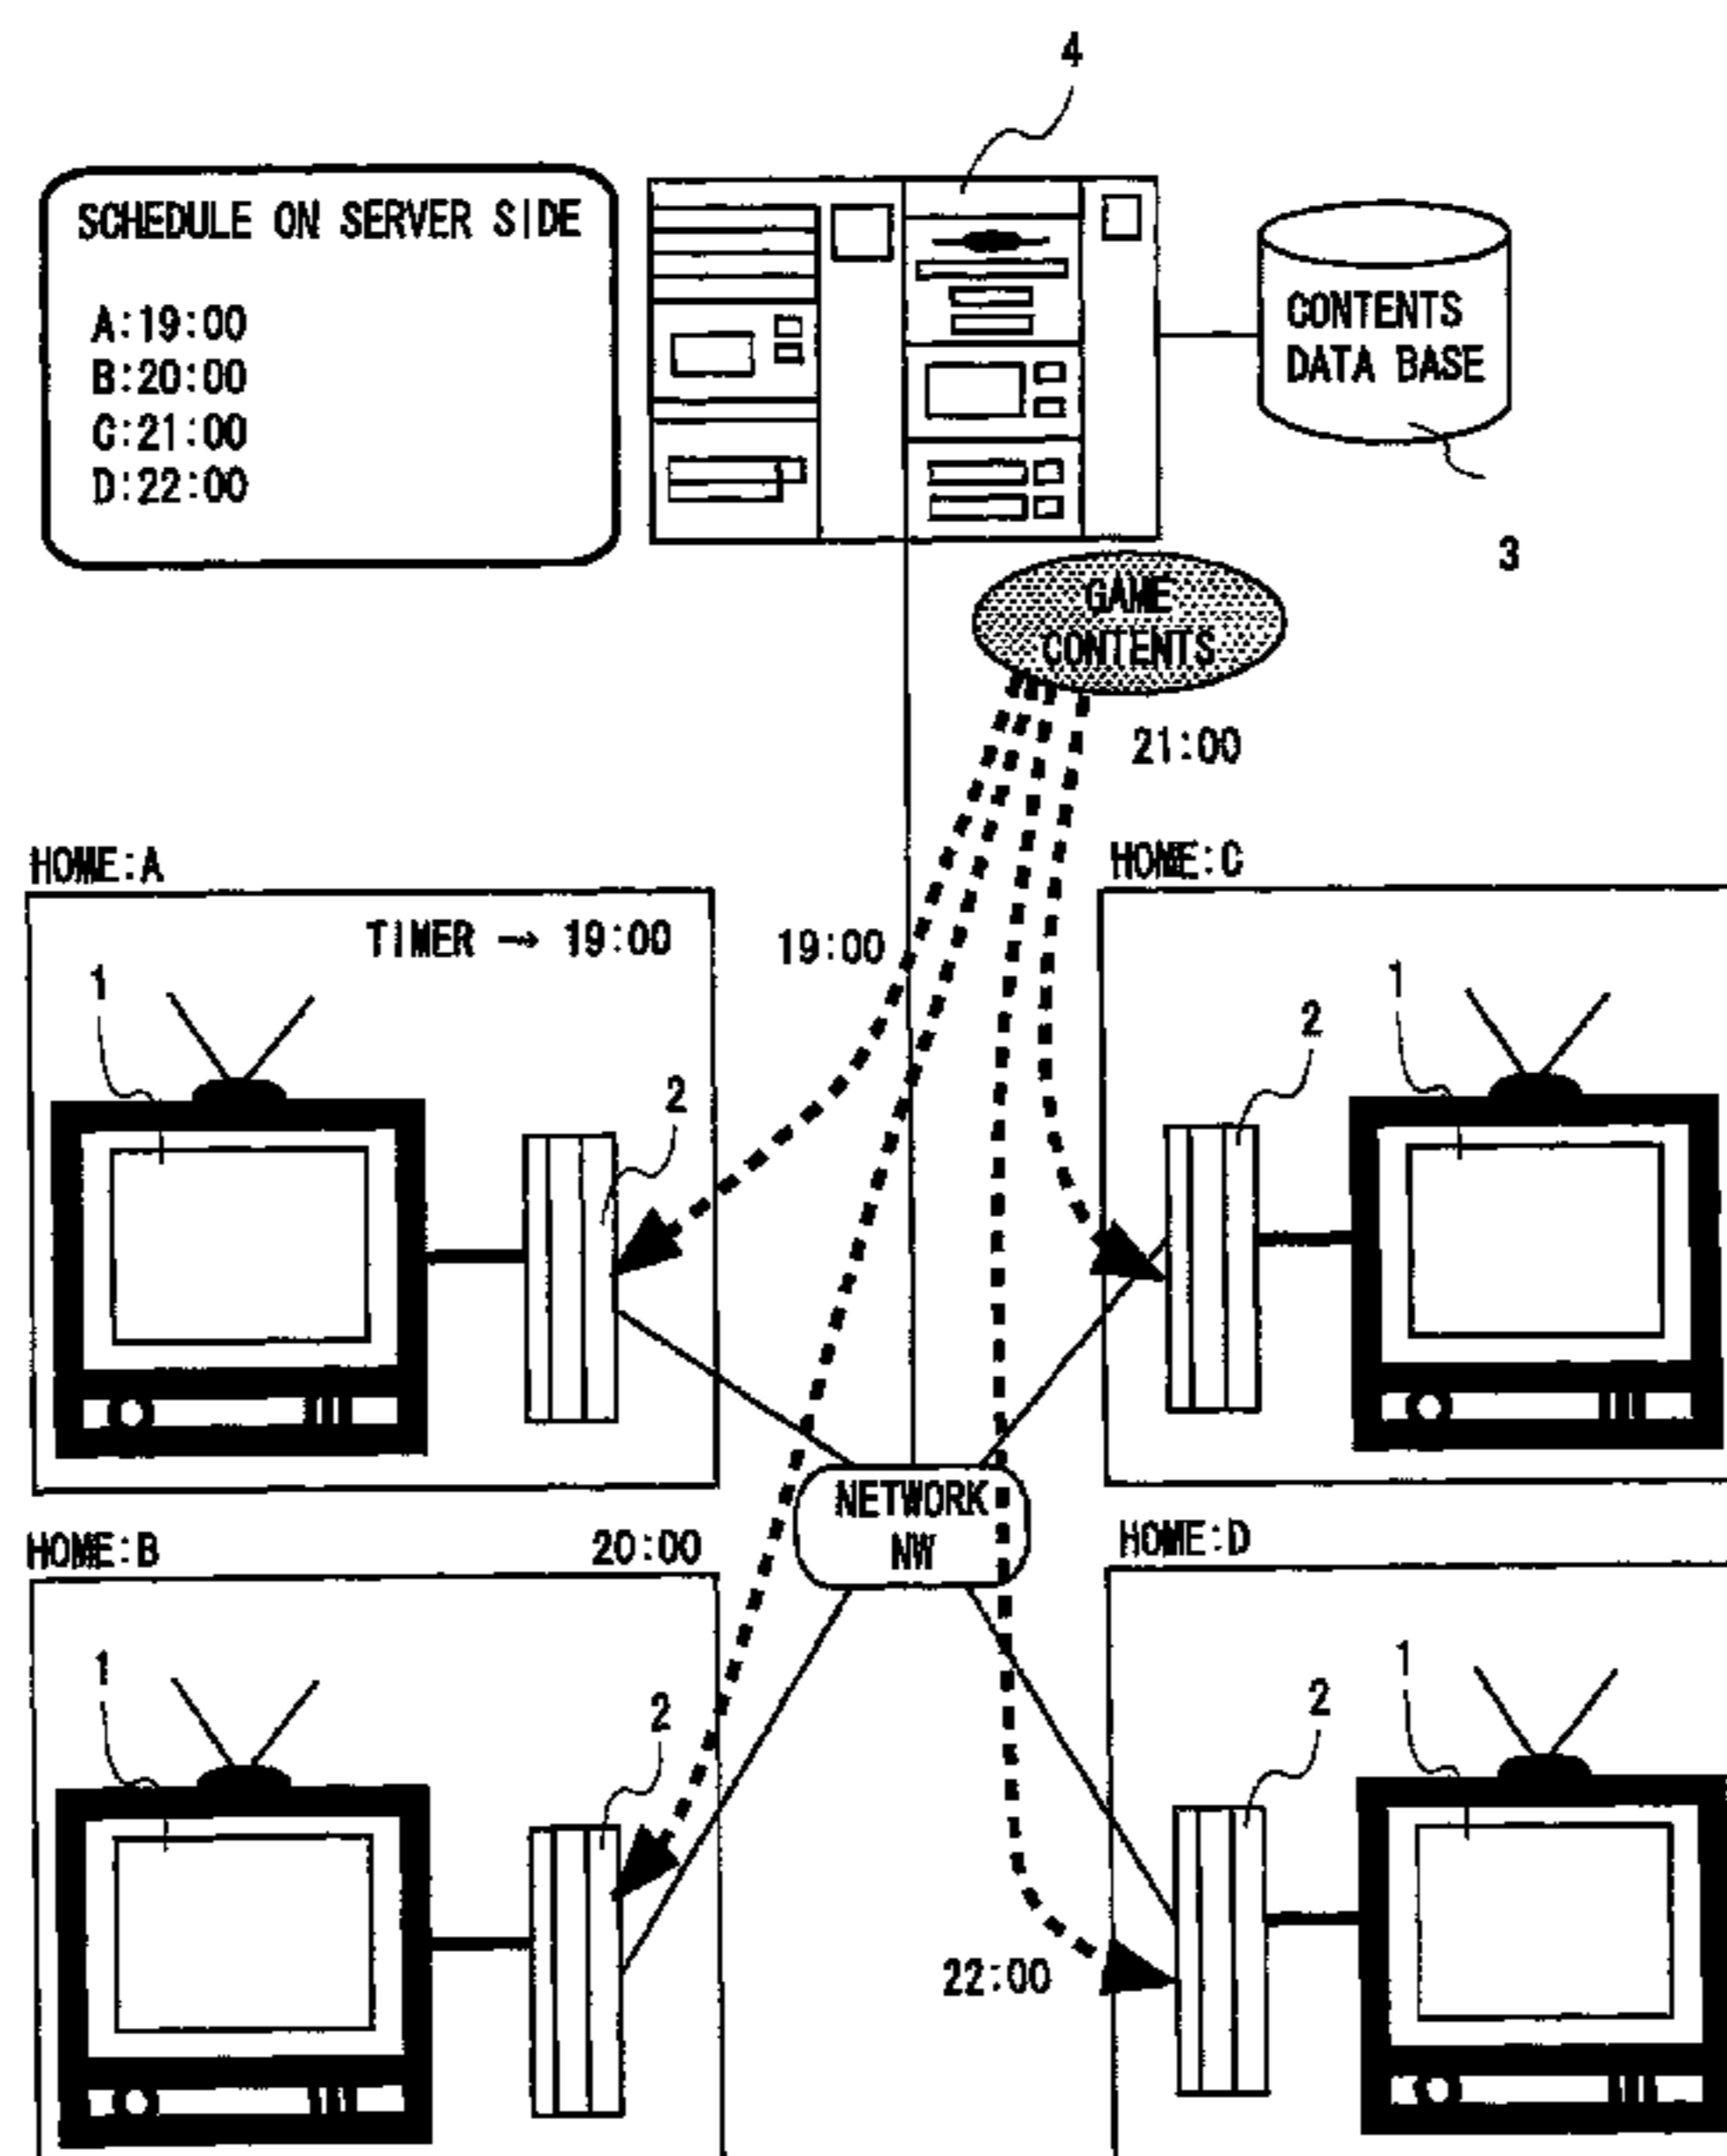 4
SCHEDULE ON SERVER SIDE
A:19:00
B:20:00
C:21:00
D:22:00
CONTENTS
DATA BASE
3
GAME
CONTENTS
21:00
HOME:A
HOME:C
TIMER → 19:00
19:00
1
2
2
1
NETWORK
NW
HOME:B
20:00
HOME:D
1
2
2
1
22:00